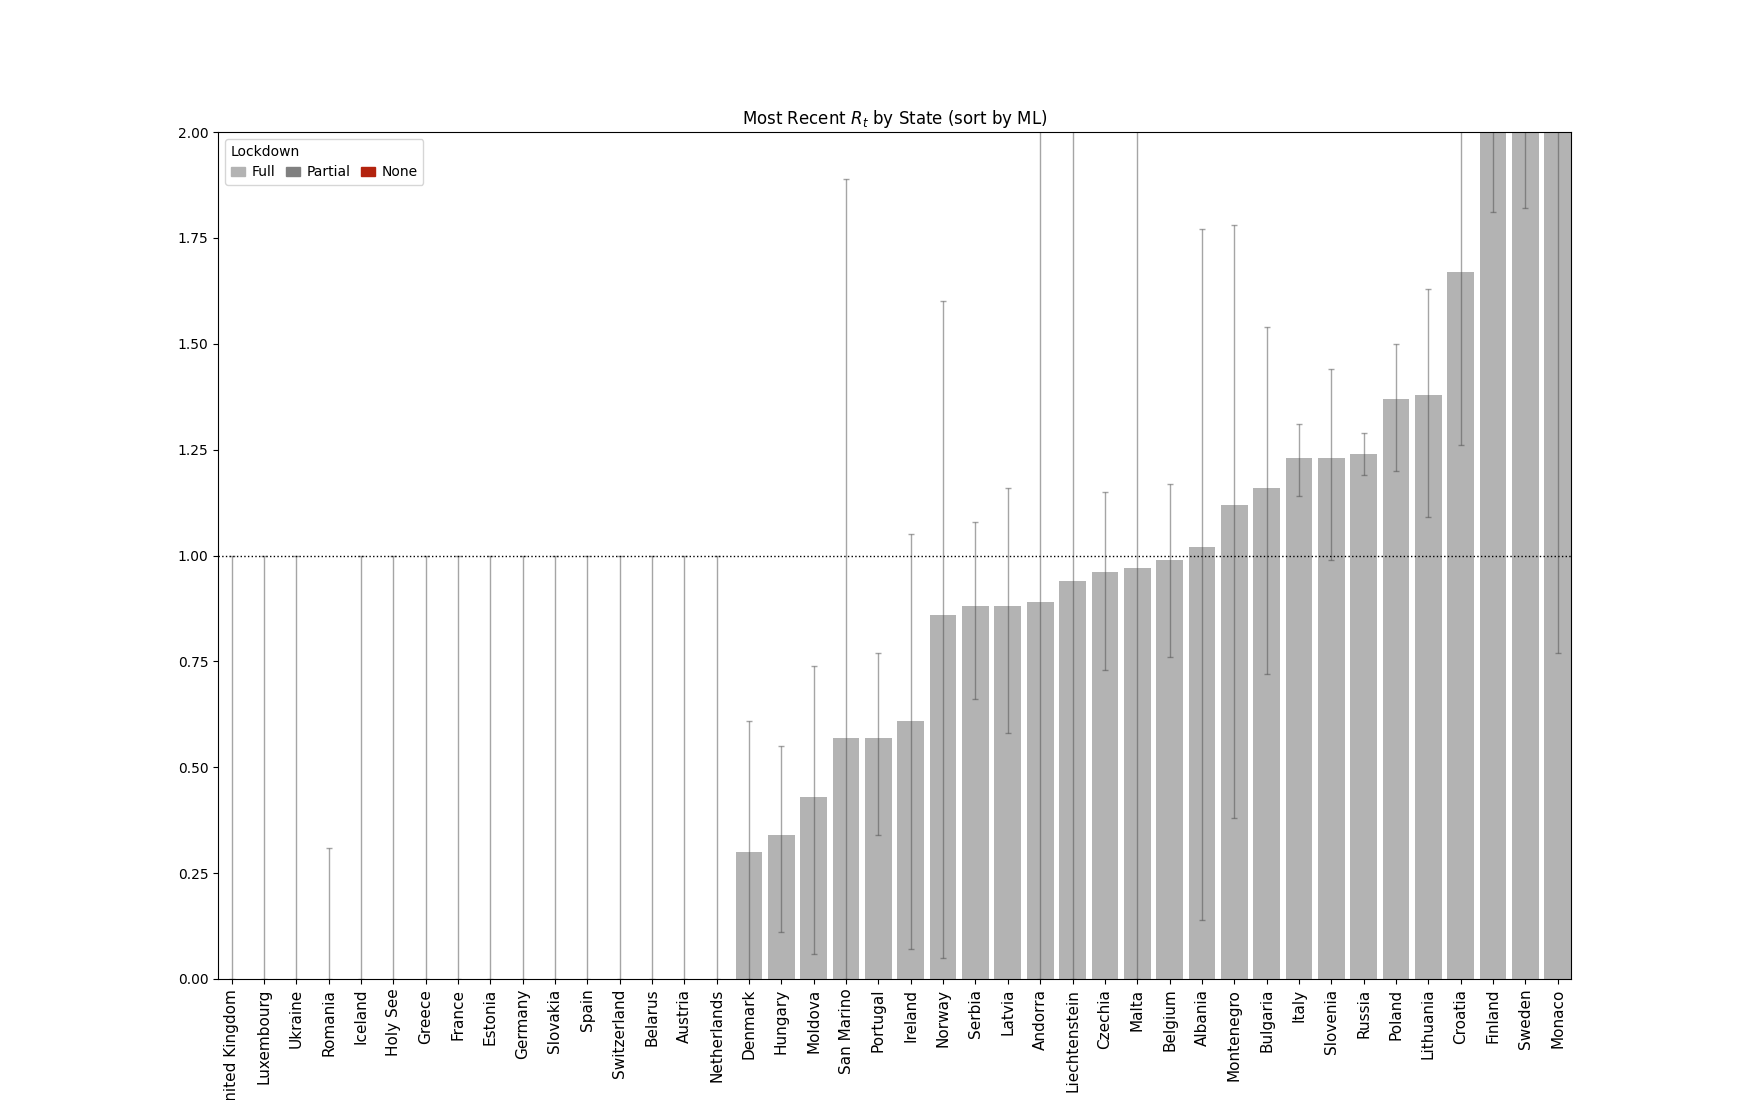 Most Recent Rt by State (sort by ML)
2.00
Lockdown
Full Partial None
1.75
1.50
1.25
1.00
0.75
0.50
0.25
0.00
nited Kingdom
Luxembourg
Ukraine
Romania
Iceland
Holy See
Greece
France
Estonia
Germany
Slovakia
Spain
Switzerland
Belarus
Austria
Netherlands
Denmark
Hungary
Moldova
San Marino
Portugal
Ireland
Norway
Serbia
Latvia
Andorra
Liechtenstein
Czechia
Malta
Belgium
Albania
Montenegro
Bulgaria
Italy
Slovenia
Russia
Poland
Lithuania
Croatia
Finland
Sweden
Monaco